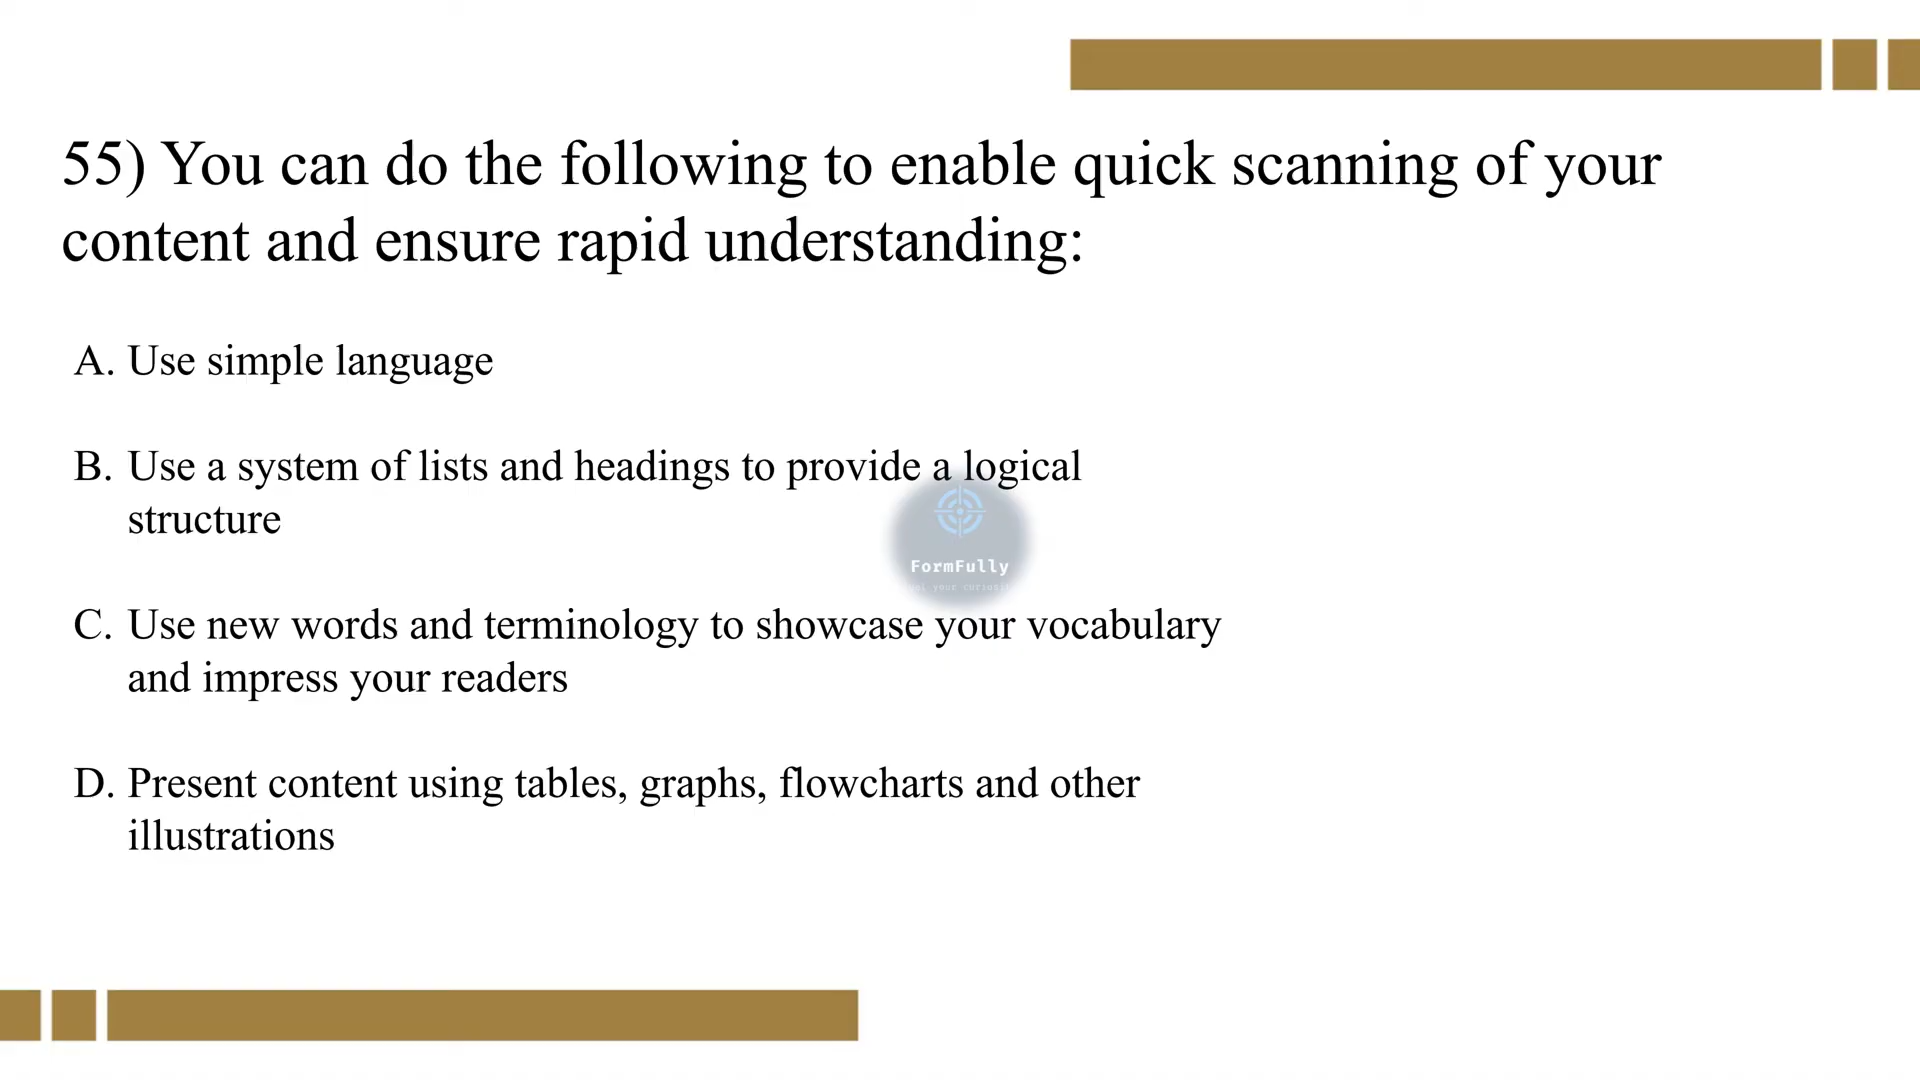 55) You can do the following to enable quick scanning of your
content and ensure rapid understanding:
A. Use simple language
B. Use a system of lists and headings to provide a logical
structure
C. Use new words and terminology to showcase your vocabulary
and impress your readers
D. Present content using tables, graphs, flowcharts and other
illustrations
FormFully
your